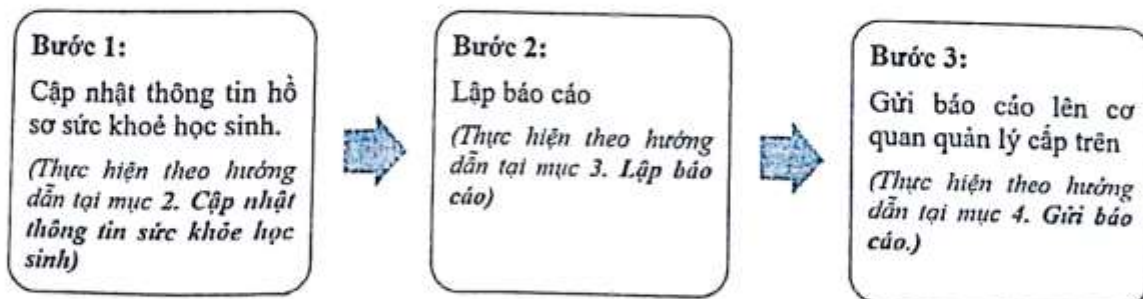 Bước 1:
Cập nhật thông tin hồ
sơ sức khoẻ học sinh.
(Thực hiện theo hướng
dẫn tại mục 2. Cập nhật
thông tin sức khỏe học
sinh)
Bước 2:
Lập báo cáo
(Thực hiện theo hướng
dẫn tại mục 3. Lập báo
cáo)
Bước 3:
Gửi báo cáo lên cơ
quan quản lý cấp trên
(Thực hiện theo hướng
dẫn tại mục 4. Gửi báo
cáo.)